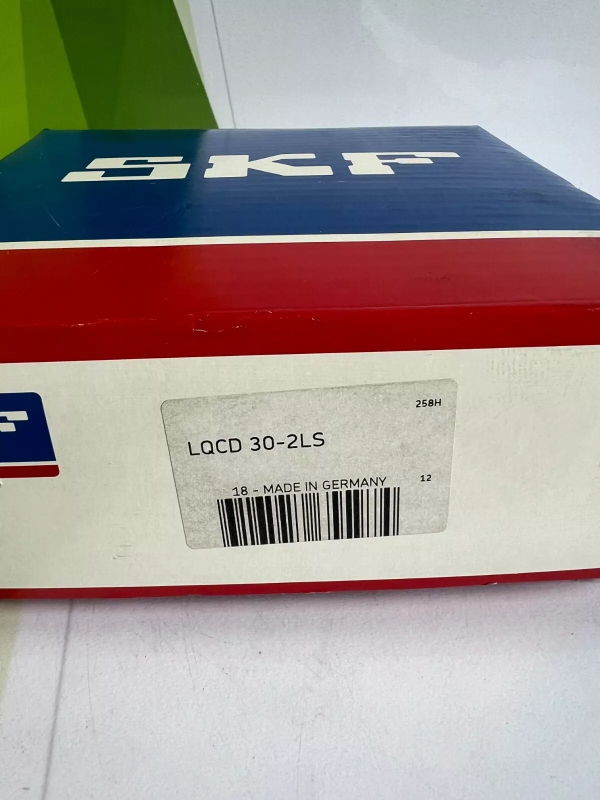 SKF
F
258H
LQCD 30-2LS
18 - MADE IN GERMANY
12